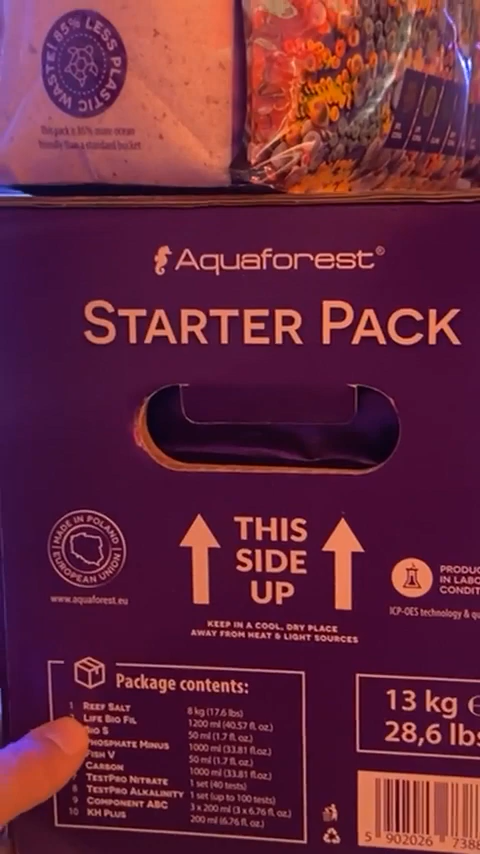 85% LESS PLASTIC WASTE
This pack is 85% more ocean
friendly than a standard bucket
Aquaforest®
STARTER PACK
MADE IN POLAND
EUROPEAN UNION
www.aquaforest.eu
THIS
SIDE
UP
KEEP IN A COOL, DRY PLACE
AWAY FROM HEAT & LIGHT SOURCES
PRODU
IN LABO
CONDIT
ICP-OES technology & qu
Package contents:
1 REEF SALT 8 kg (17.6 lbs)
LIFE BIO FIL 1200 ml (40.57 fl. oz.)
BIO S 50 ml (1.7 fl. oz.)
PHOSPHATE MINUS 1000 ml (33.81 fl. oz.)
FISH V 50 ml (1.7 fl. oz.)
CARBON 1000 ml (33.81 fl. oz.)
7 TESTPRO NITRATE 1 set (40 tests)
8 TESTPRO ALKALINITY 1 set (up to 100 tests)
9 COMPONENT ABC 3 x 200 ml (3 x 6.76 fl. oz.)
10 KH PLUS 200 ml (6.76 fl. oz.)
13 kg e
28,6 lbs
5 902026 7388